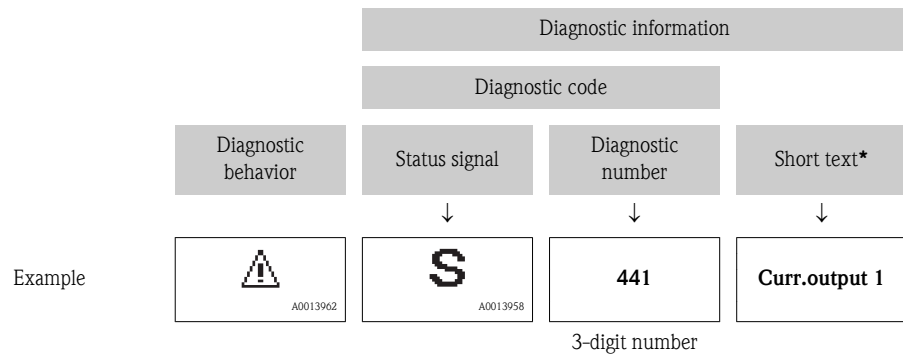 Diagnostic information
Diagnostic code
Diagnostic
behavior
Status signal
Diagnostic
number
Short text*
↓ ↓ ↓
Example
A0013962
S
A0013958
441
Curr.output 1
3-digit number